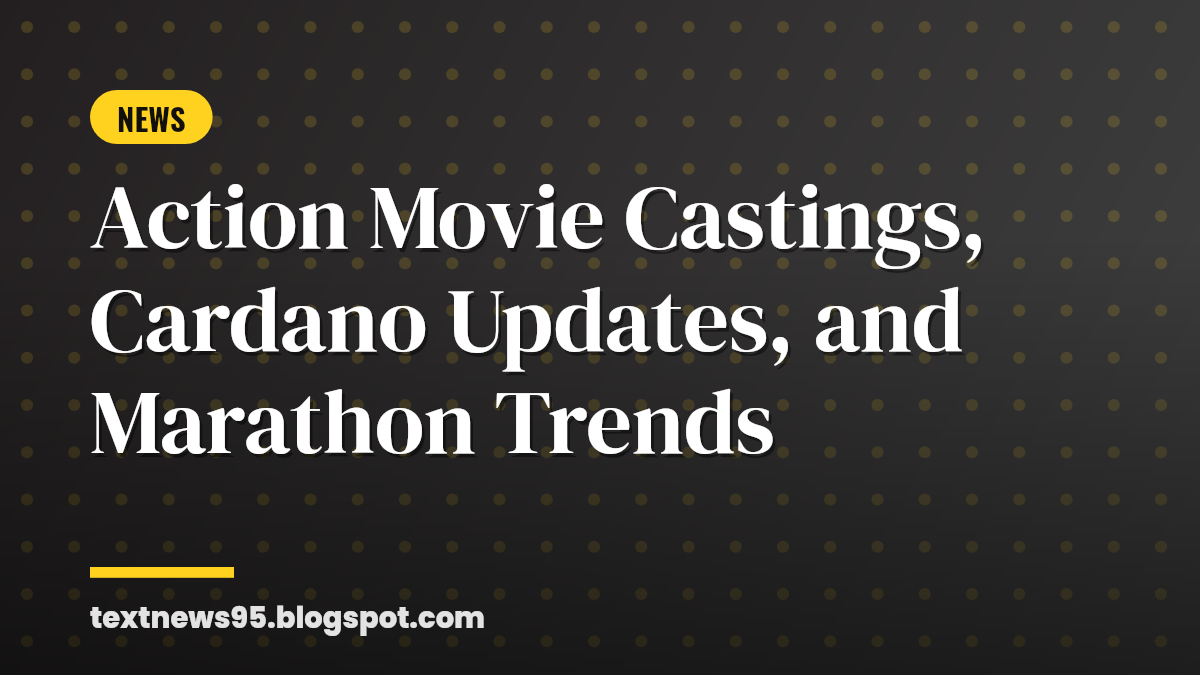 NEWS
Action Movie Castings,
Cardano Updates, and
Marathon Trends
textnews95.blogspot.com